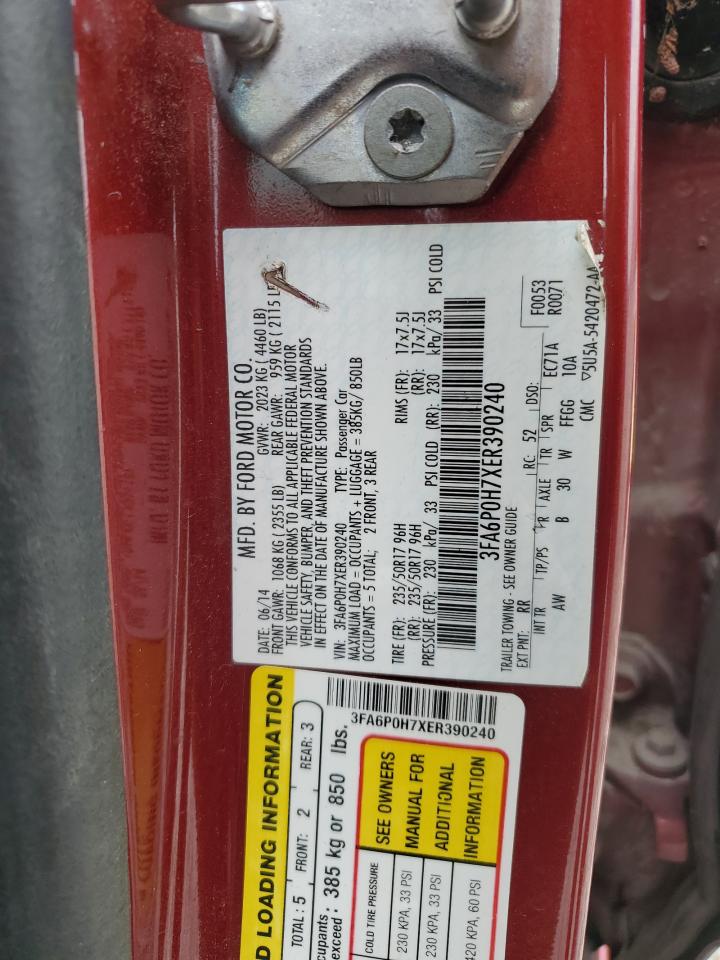 MFD. BY FORD MOTOR CO.
DATE: 06/14 GVWR: 2023 KG (4460 LB)
FRONT GAWR: 1068 KG (2355 LB) REAR GAWR: 959 KG (2115
THIS VEHICLE CONFORMS TO ALL APPLICABLE FEDERAL MOTOR
VEHICLE SAFETY, BUMPER, AND THEFT PREVENTION STANDARDS
IN EFFECT ON THE DATE OF MANUFACTURE SHOWN ABOVE.
VIN: 3FA6P0H7XER390240 TYPE: Passenger Car
MAXIMUM LOAD = OCCUPANTS + LUGGAGE = 385KG/ 850LB
OCCUPANTS = 5 TOTAL; 2 FRONT, 3 REAR
TIRE (FR): 235/50R17 96H RIMS (FR): 17x7.5J
(RR): 235/50R17 96H (RR): 17x7.5J
PRESSURE (FR): 230 kPa/ 33 PSI COLD (RR): 230 kPa/ 33 PSI COLD
3FA6P0H7XER390240
TRAILER TOWING - SEE OWNER GUIDE
EXT PNT: RR RC: 52 DSO: F0053
R0071
INT TR TP/PS R AXLE TR SPR EC71A
AW B 30 W FFGG 10A
CMC ▽5U5A-5420472-AA
D LOADING INFORMATION
TOTAL: 5 FRONT: 2 REAR: 3
cupants
exceed: 385 kg or 850 lbs.
3FA6P0H7XER390240
COLD TIRE PRESSURE
230 KPA, 33 PSI
230 KPA, 33 PSI
420 KPA, 60 PSI
SEE OWNERS
MANUAL FOR
ADDITIONAL
INFORMATION